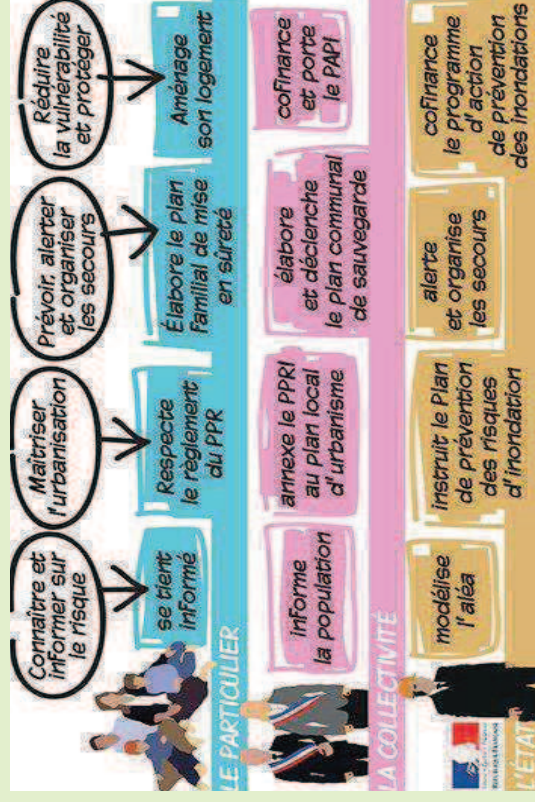 Connaître et
informer sur
le risque
Maîtriser
l'urbanisation
Prévoir, alerter
et organiser
les secours
Réduire
la vulnérabilité
et protéger
se tient
informé
Respecte
le règlement
du PPR
Élabore le plan
Familial de mise
en sûreté
Aménage
son logement
LE PARTICULIER
informe
la population
annexe le PPRI
au plan local
d'urbanisme
élabore
et déclenche
le plan communal
de sauvegarde
cofinance
et porte
le PAPI
LA COLLECTIVITÉ
modélise
l'aléa
instruit le Plan
de prévention
des risques
d'inondation
alerte
et organise
les secours
cofinance
le programme
d'action
de prévention
des inondations
RÉPUBLIQUE FRANÇAISE
L'ÉTAT